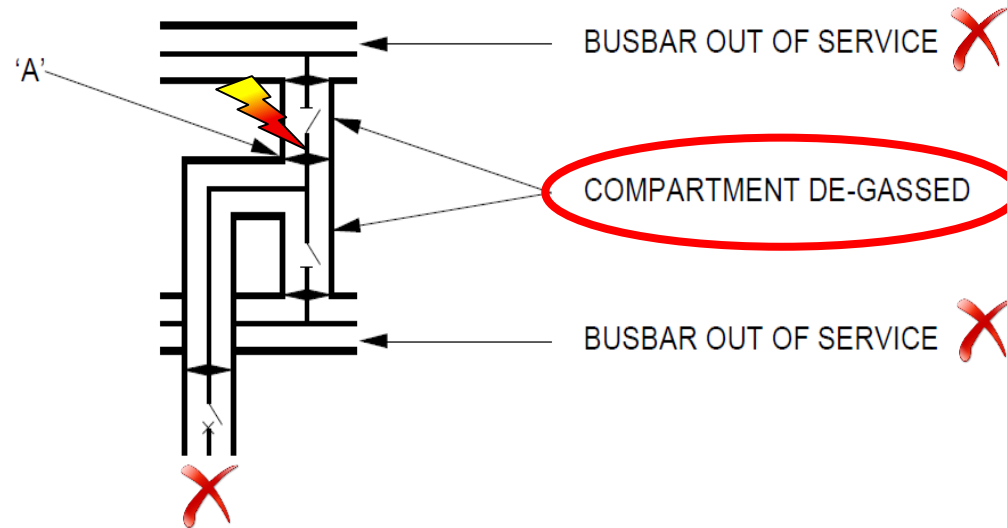 BUSBAR OUT OF SERVICE
'A'
COMPARTMENT DE-GASSED
BUSBAR OUT OF SERVICE